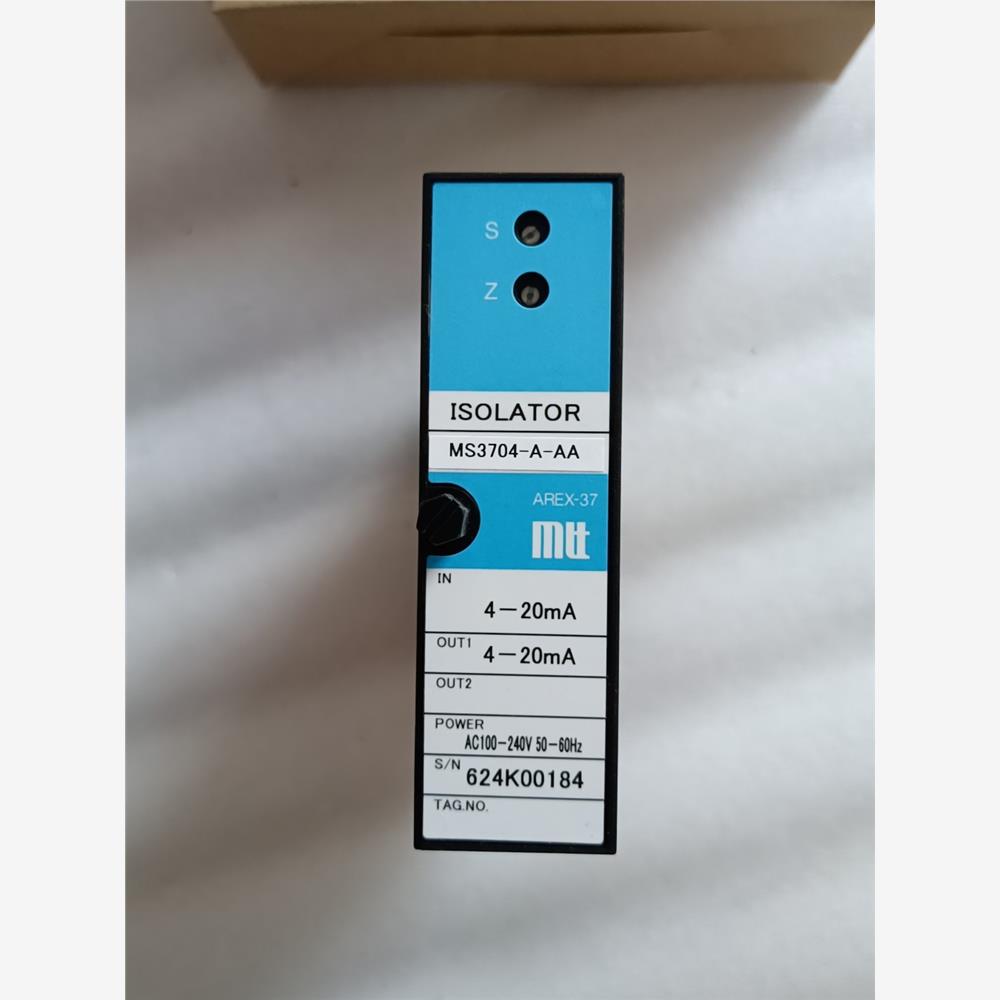 S
Z
ISOLATOR
MS3704-A-AA
AREX-37
mtt
IN
4-20mA
OUT1
4-20mA
OUT2
POWER
AC100-240V 50-60Hz
S/N
624K00184
TAG.NO.